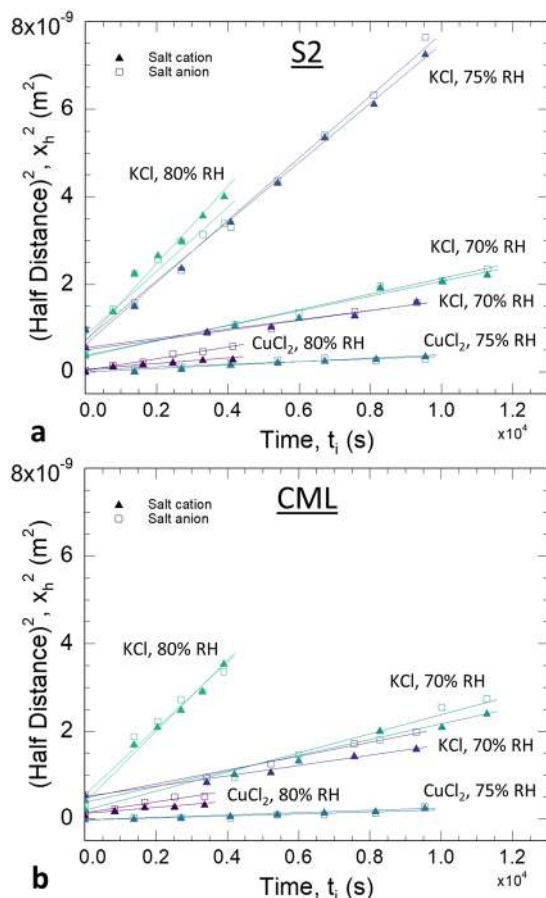 8x10⁻⁹
Salt cation
Salt anion
S2
KCl, 75% RH
KCl, 80% RH
KCl, 70% RH
KCl, 70% RH
CuCl₂, 80% RH
CuCl₂, 75% RH
(Half Distance)², xₕ² (m²)
6
4
2
0
0.0 0.2 0.4 0.6 0.8 1.0 1.2
x10⁴
Time, tᵢ (s)
a
8x10⁻⁹
Salt cation
Salt anion
CML
KCl, 80% RH
KCl, 70% RH
KCl, 70% RH
CuCl₂, 80% RH
CuCl₂, 75% RH
(Half Distance)², xₕ² (m²)
6
4
2
0
0.0 0.2 0.4 0.6 0.8 1.0 1.2
x10⁴
Time, tᵢ (s)
b